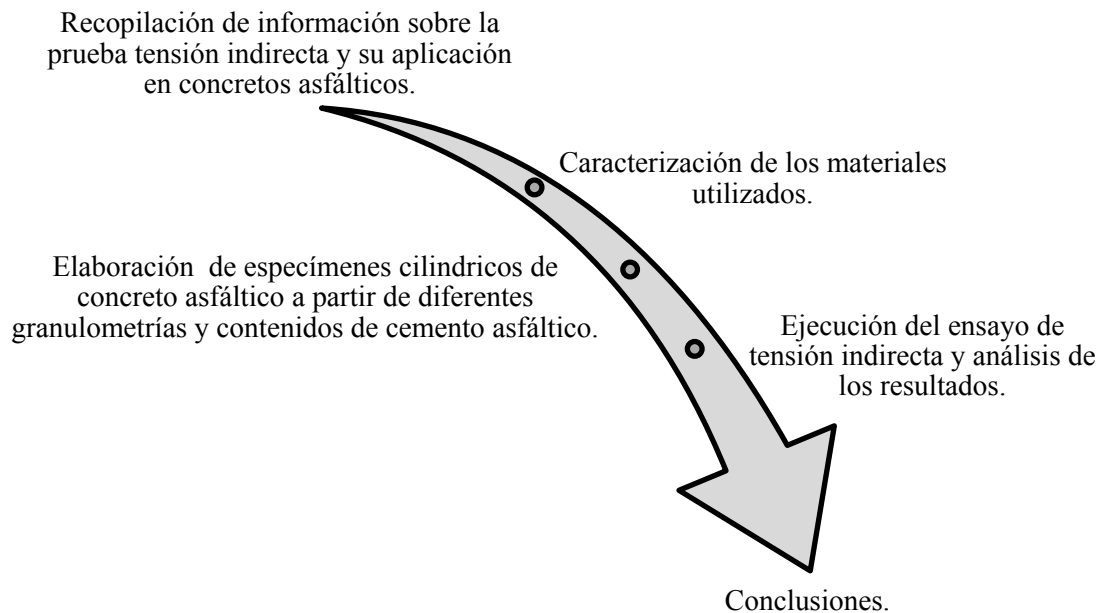 Recopilación de información sobre la
prueba tensión indirecta y su aplicación
en concretos asfálticos.
Caracterización de los materiales
utilizados.
Elaboración  de especímenes cilindricos de
concreto asfáltico a partir de diferentes
granulometrías y contenidos de cemento asfáltico.
Ejecución del ensayo de
tensión indirecta y análisis de
los resultados.
Conclusiones.